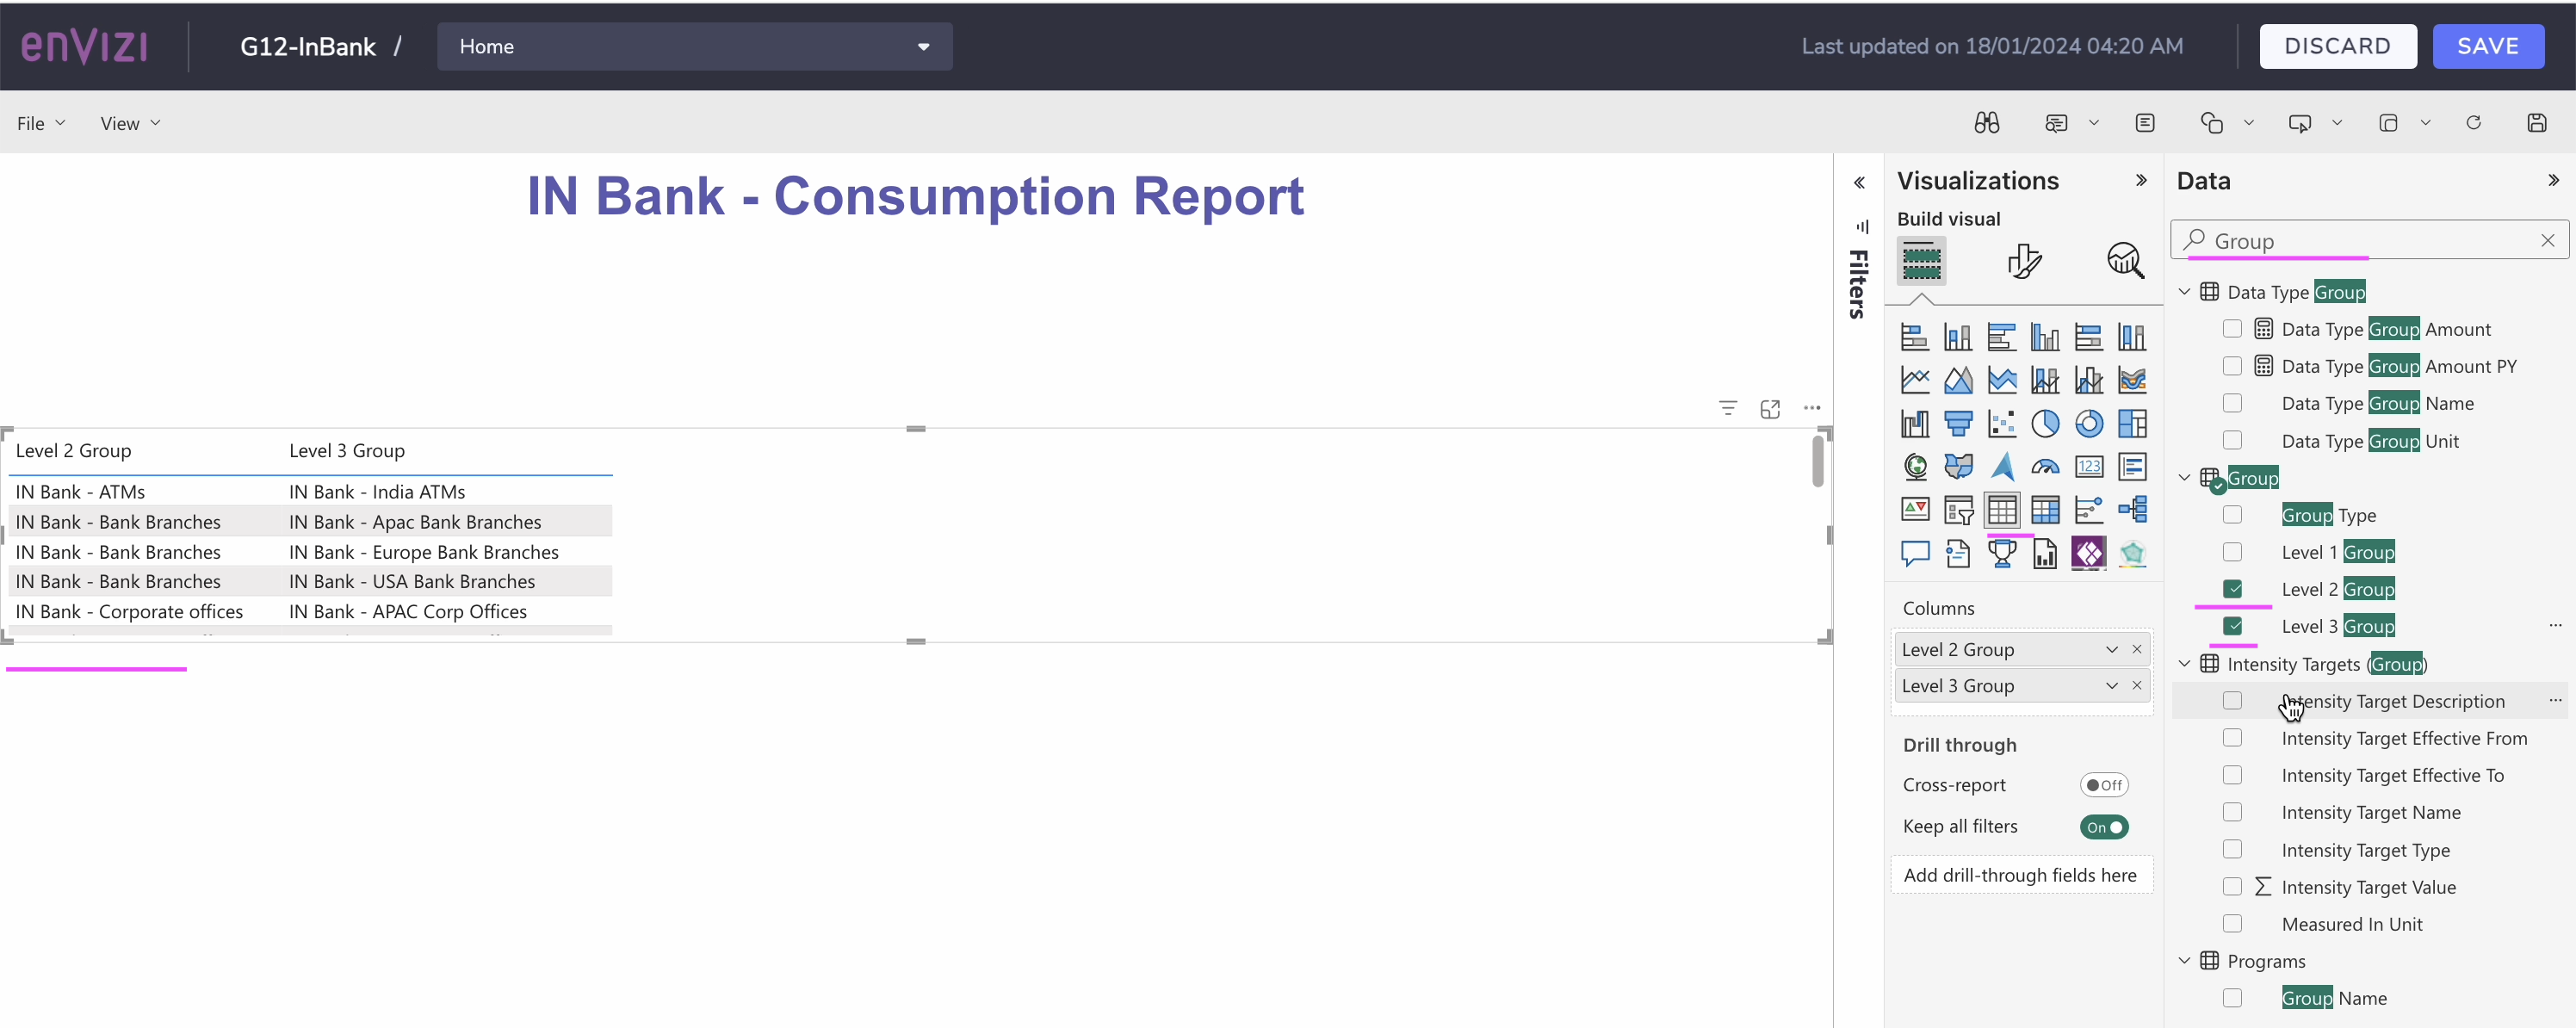 enVIZI
G12-InBank /
Home
Last updated on 18/01/2024 04:20 AM
DISCARD
SAVE
File
View
IN Bank - Consumption Report
Level 2 Group Level 3 Group
IN Bank - ATMs IN Bank - India ATMs
IN Bank - Bank Branches IN Bank - Apac Bank Branches
IN Bank - Bank Branches IN Bank - Europe Bank Branches
IN Bank - Bank Branches IN Bank - USA Bank Branches
IN Bank - Corporate offices IN Bank - APAC Corp Offices
Filters
Visualizations
Build visual
123
Columns
Level 2 Group
Level 3 Group
Drill through
Cross-report
Off
Keep all filters
On
Add drill-through fields here
Data
Group
Data Type Group
Data Type Group Amount
Data Type Group Amount PY
Data Type Group Name
Data Type Group Unit
Group
Group Type
Level 1 Group
Level 2 Group
Level 3 Group
Intensity Targets (Group)
Intensity Target Description
Intensity Target Effective From
Intensity Target Effective To
Intensity Target Name
Intensity Target Type
Intensity Target Value
Measured In Unit
Programs
Group Name